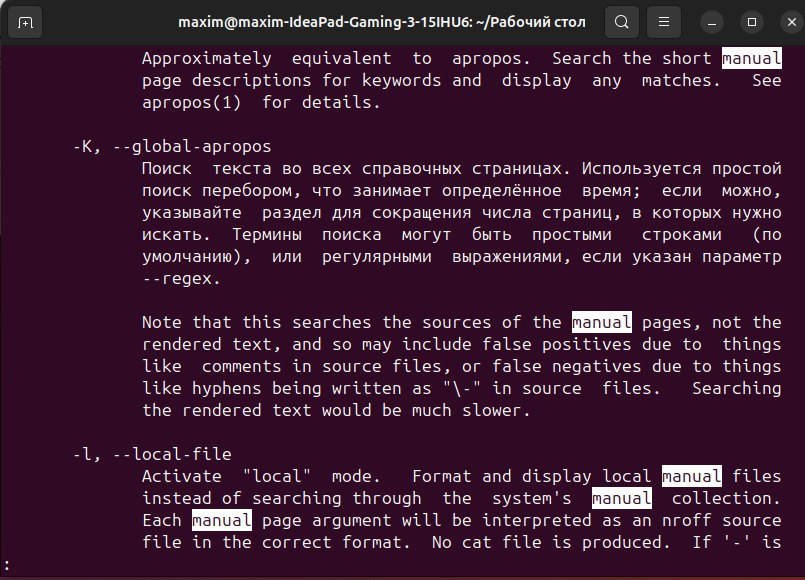 maxim@maxim-IdeaPad-Gaming-3-15IHU6: ~/Рабочий стол
Approximately equivalent to apropos. Search the short manual
page descriptions for keywords and display any matches. See
apropos(1) for details.
-K, --global-apropos
Поиск текста во всех справочных страницах. Используется простой
поиск перебором, что занимает определённое время; если можно,
указывайте раздел для сокращения числа страниц, в которых нужно
искать. Термины поиска могут быть простыми строками (по
умолчанию), или регулярными выражениями, если указан параметр
--regex.
Note that this searches the sources of the manual pages, not the
rendered text, and so may include false positives due to things
like comments in source files, or false negatives due to things
like hyphens being written as "\-" in source files. Searching
the rendered text would be much slower.
-l, --local-file
Activate "local" mode. Format and display local manual files
instead of searching through the system's manual collection.
Each manual page argument will be interpreted as an nroff source
file in the correct format. No cat file is produced. If '-' is
: